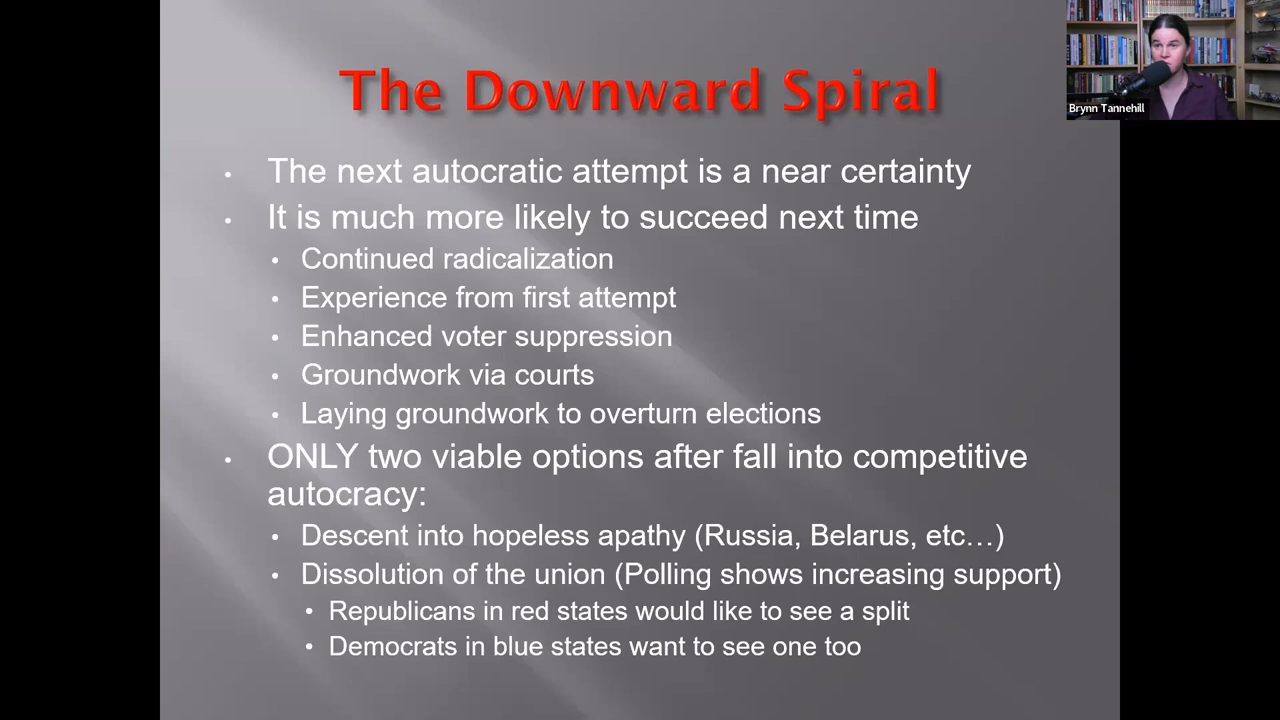 The Downward Spiral
Brynn Tannehill
• The next autocratic attempt is a near certainty
• It is much more likely to succeed next time
• Continued radicalization
• Experience from first attempt
• Enhanced voter suppression
• Groundwork via courts
• Laying groundwork to overturn elections
• ONLY two viable options after fall into competitive
autocracy:
• Descent into hopeless apathy (Russia, Belarus, etc…)
• Dissolution of the union (Polling shows increasing support)
• Republicans in red states would like to see a split
• Democrats in blue states want to see one too